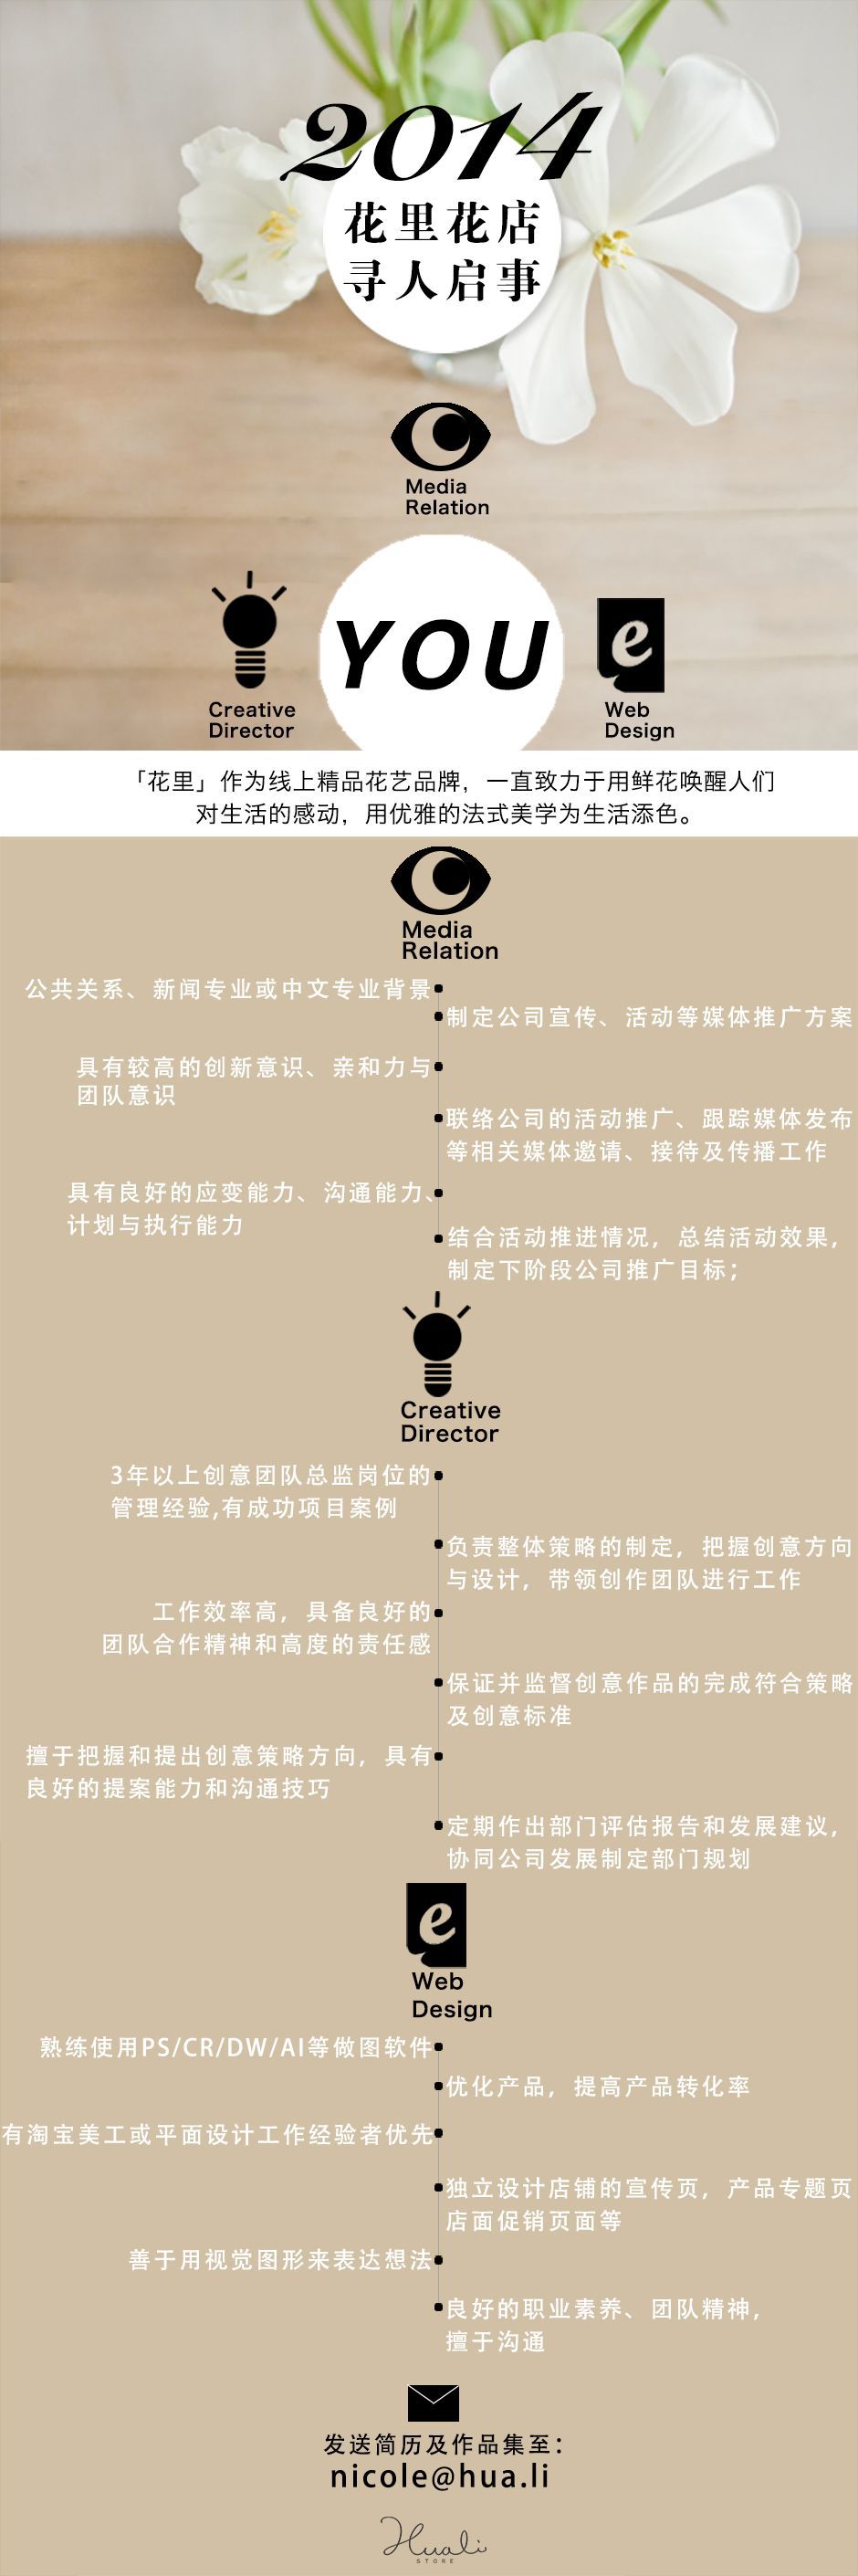 2014
花里花店
寻人启事
Media
Relation
Creative
Director
YOU
e
Web
Design
「花里」作为线上精品花艺品牌，一直致力于用鲜花唤醒人们
对生活的感动，用优雅的法式美学为生活添色。
Media
Relation
公共关系、新闻专业或中文专业背景
制定公司宣传、活动等媒体推广方案
具有较高的创新意识、亲和力与
团队意识
联络公司的活动推广、跟踪媒体发布
等相关媒体邀请、接待及传播工作
具有良好的应变能力、沟通能力、
计划与执行能力
结合活动推进情况，总结活动效果，
制定下阶段公司推广目标；
Creative
Director
3年以上创意团队总监岗位的
管理经验,有成功项目案例
负责整体策略的制定，把握创意方向
与设计，带领创作团队进行工作
工作效率高，具备良好的
团队合作精神和高度的责任感
保证并监督创意作品的完成符合策略
及创意标准
擅于把握和提出创意策略方向，具有
良好的提案能力和沟通技巧
定期作出部门评估报告和发展建议，
协同公司发展制定部门规划
e
Web
Design
熟练使用PS/CR/DW/AI等做图软件
优化产品，提高产品转化率
有淘宝美工或平面设计工作经验者优先
独立设计店铺的宣传页，产品专题页
店面促销页面等
善于用视觉图形来表达想法
良好的职业素养、团队精神，
擅于沟通
发送简历及作品集至：
nicole@hua.li
Huali
STORE